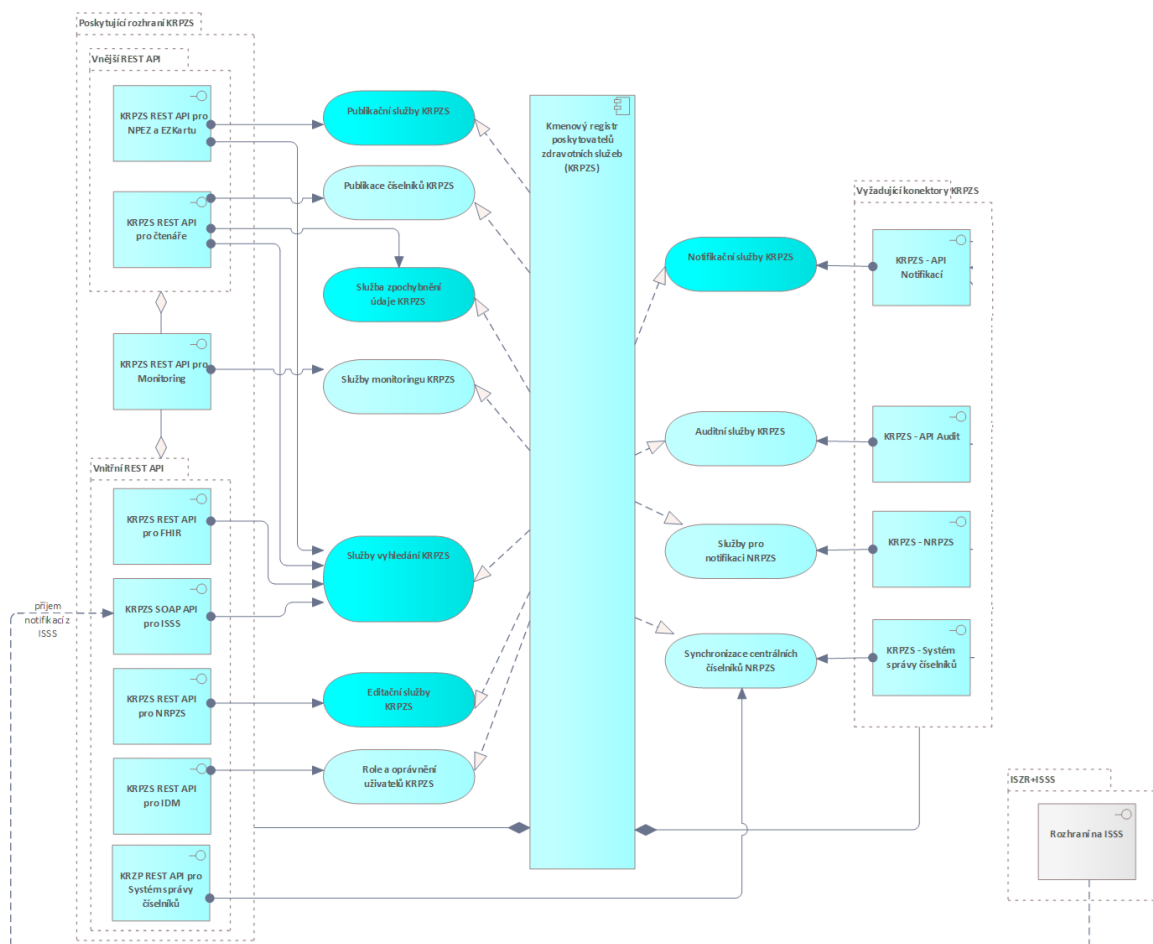 Poskytující rozhraní KRPZS
Vnější REST API
KRPZS REST API pro
NPEZ a EZKartu
KRPZS REST API
pro čtenáře
KRPZS REST API pro
Monitoring
Vnitřní REST API
KRPZS REST API
pro FHIR
KRPZS SOAP API
pro ISSS
KRPZS REST API
pro NRPZS
KRPZS REST API
pro IDM
KRZP REST API pro
Systém správy
číselníků
příjem
notifikací z
ISSS
Publikační služby KRPZS
Publikace číselníků KRPZS
Služba zpochybnění
údaje KRPZS
Služby monitoringu KRPZS
Služby vyhledání KRPZS
Editační služby
KRPZS
Role a oprávnění
uživatelů KRPZS
Kmenový registr
poskytovatelů
zdravotních služeb
(KRPZS)
Notifikační služby KRPZS
Auditní služby KRPZS
Služby pro
notifikaci NRPZS
Synchronizace centrálních
číselníků NRPZS
Vyžadující konektory KRPZS
KRPZS - API
Notifikací
KRPZS - API Audit
KRPZS - NRPZS
KRPZS - Systém
správy číselníků
ISZR+ISSS
Rozhraní na ISSS